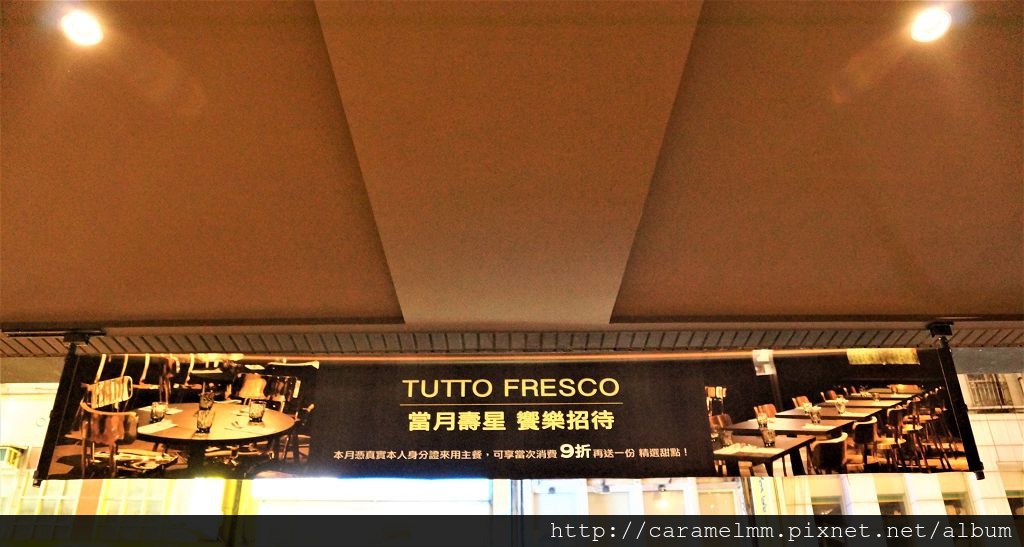 TUTTO FRESCO
當月壽星 饗樂招待
本月憑真實本人身分證來用主餐，可享當次消費 9折 再送一份 精選甜點！
http://caramelmm.pixnet.net/album